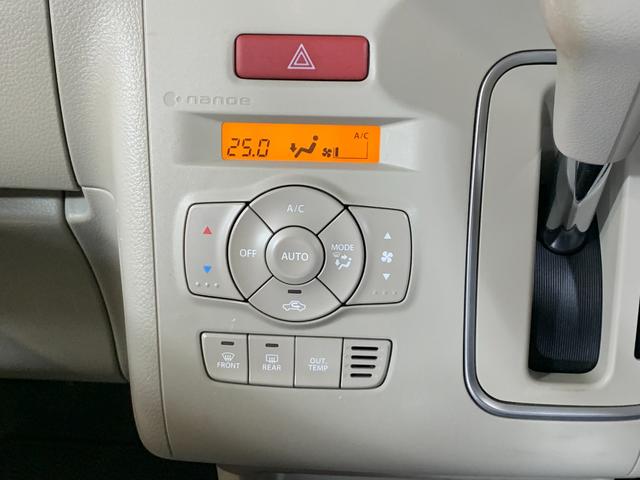 nanoe
A/C
25.0
A/C
OFF
AUTO
MODE
FRONT
REAR
OUT
TEMP